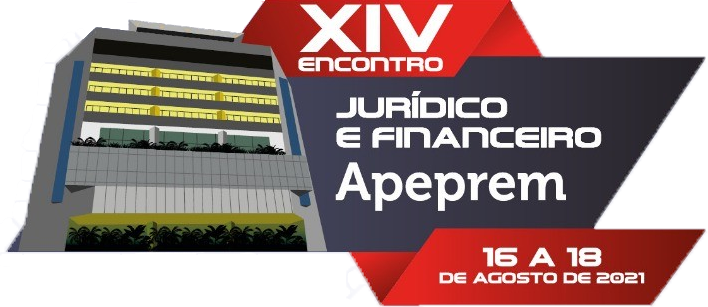 XIV
ENCONTRO
JURÍDICO
E FINANCEIRO
Apeprem
16 A 18
DE AGOSTO DE 2021